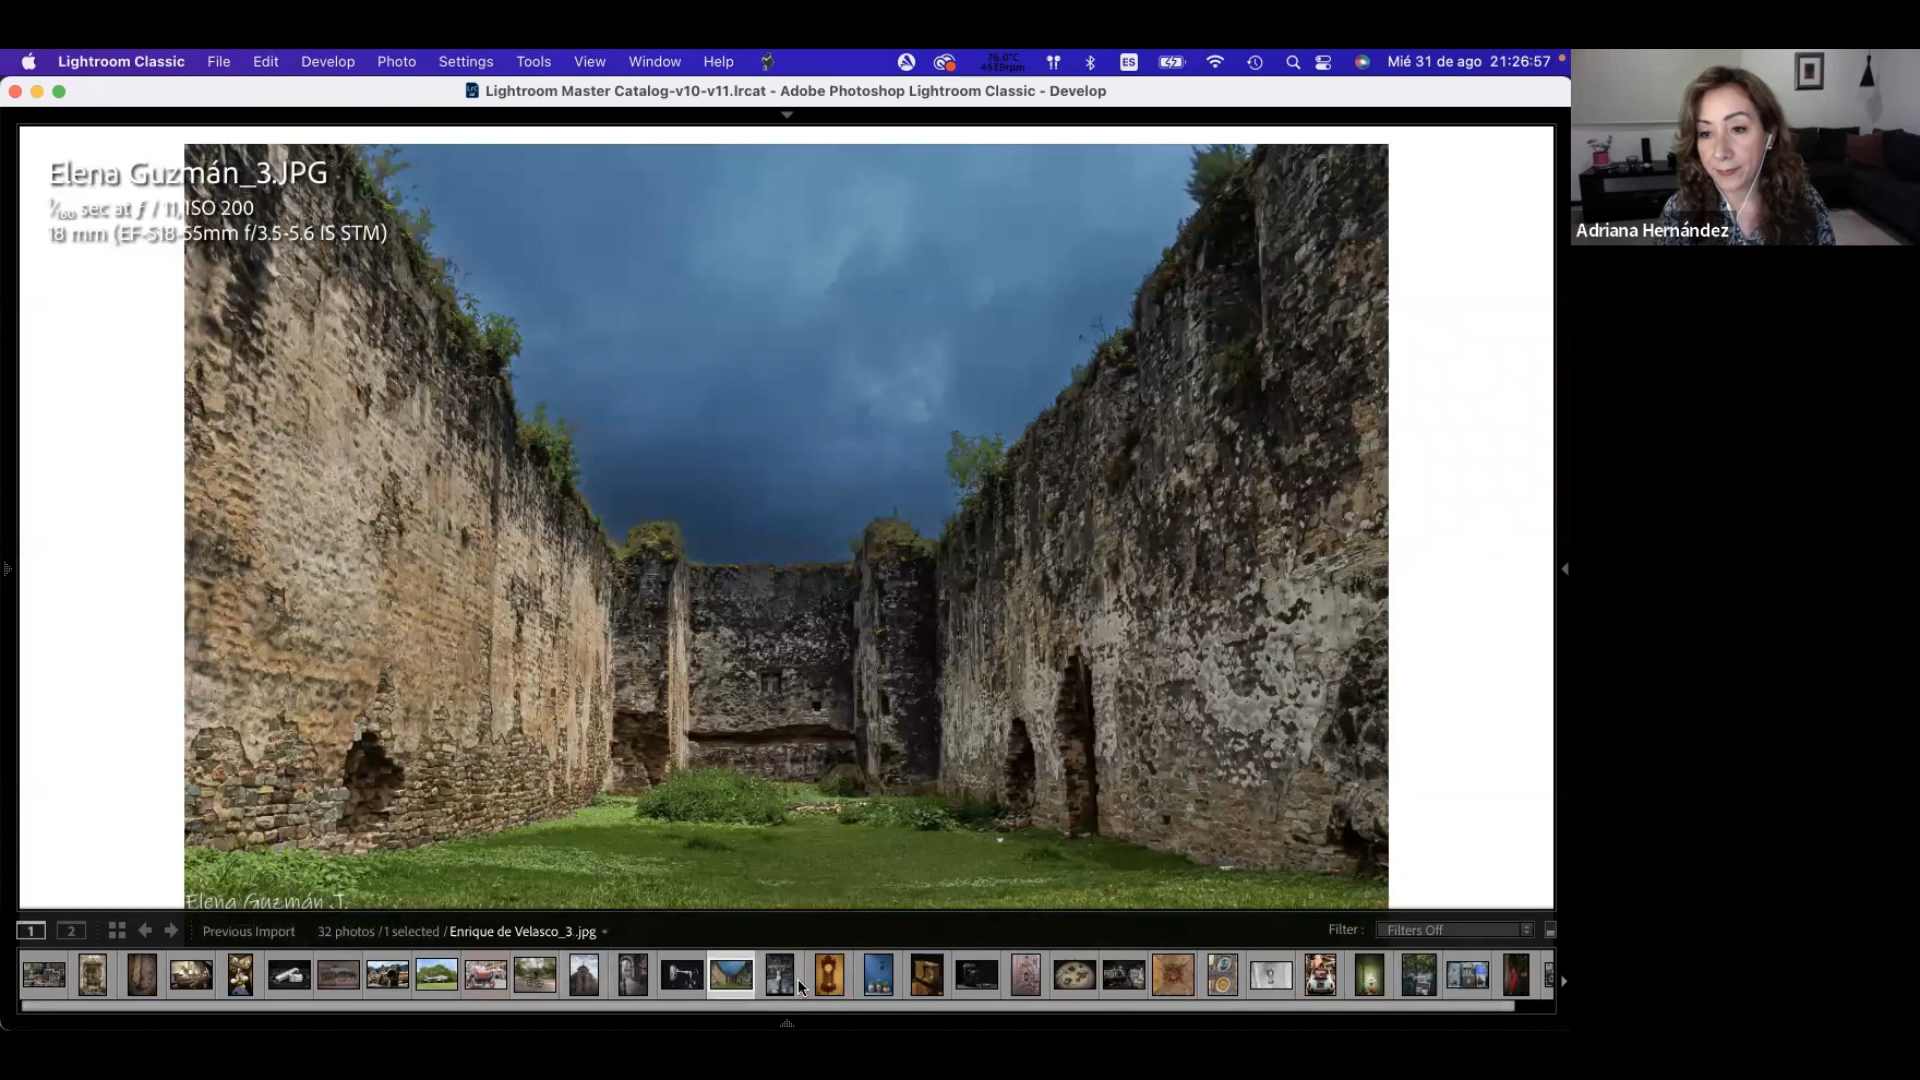 Lightroom Classic File Edit Develop Photo Settings Tools View Window Help ES Mié 31 de ago 21:26:57
Lightroom Master Catalog-v10-v11.lrcat - Adobe Photoshop Lightroom Classic - Develop
Elena Guzmán_3.JPG
1/160 sec at ƒ / 11, ISO 200
18 mm (EF-S18-55mm f/3.5-5.6 IS STM)
Adriana Hernández
Elena Guzmán J.
1 2 Previous Import 32 photos / 1 selected / Enrique de Velasco_3.jpg Filter : Filters Off